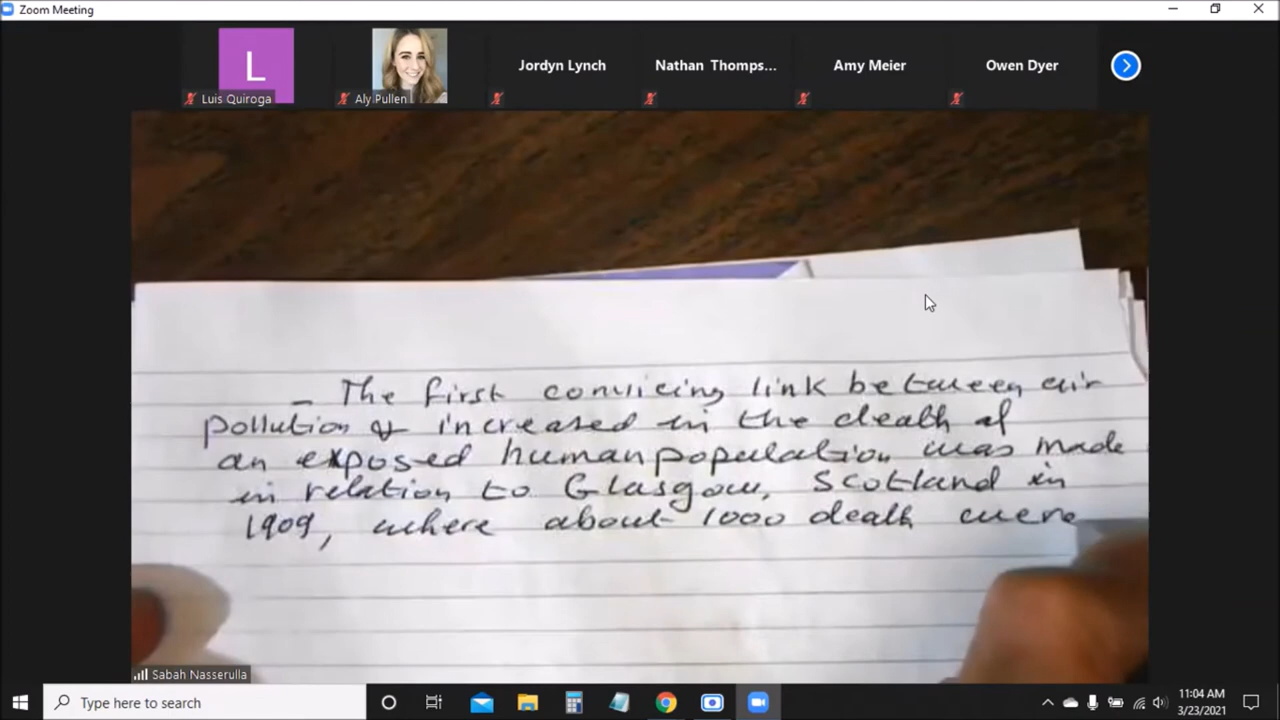 Zoom Meeting
L
Luis Quiroga
Aly Pullen
Jordyn Lynch
Nathan Thomps...
Amy Meier
Owen Dyer
_ The first convicing link between air
pollution & increased in the death of
an exposed human population was made
in relation to Glasgow, Scotland in
1909, where about 1000 death were
Sabah Nasserulla
Type here to search
11:04 AM
3/23/2021